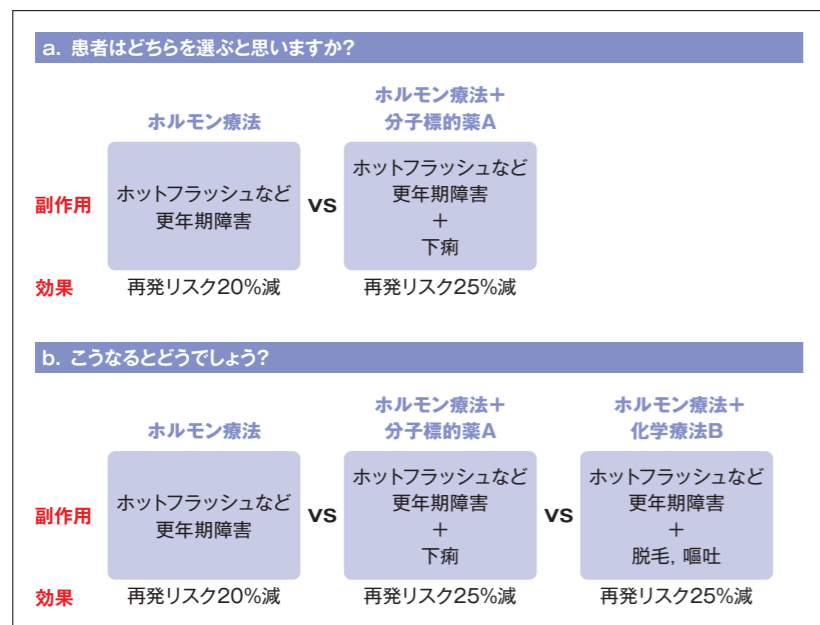 a. 患者はどちらを選ぶと思いますか?
ホルモン療法
ホルモン療法+
分子標的薬A
副作用
ホットフラッシュなど
更年期障害
vs
ホットフラッシュなど
更年期障害
+
下痢
効果
再発リスク20%減
再発リスク25%減
b. こうなるとどうでしょう?
ホルモン療法
ホルモン療法+
分子標的薬A
ホルモン療法+
化学療法B
副作用
ホットフラッシュなど
更年期障害
vs
ホットフラッシュなど
更年期障害
+
下痢
vs
ホットフラッシュなど
更年期障害
+
脱毛, 嘔吐
効果
再発リスク20%減
再発リスク25%減
再発リスク25%減